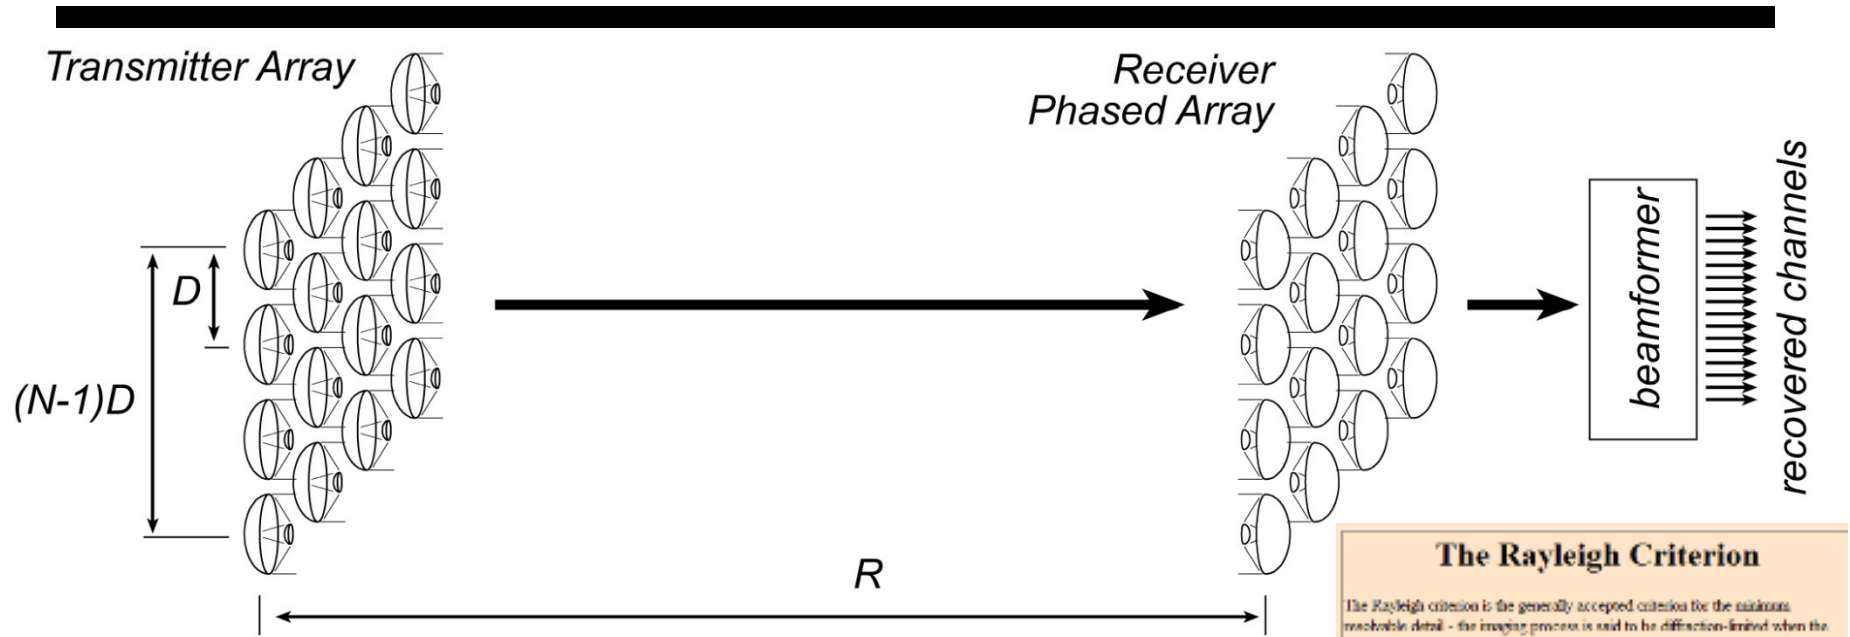 Transmitter Array
Receiver
Phased Array
D
(N-1)D
R
beamformer
recovered channels
The Rayleigh Criterion
The Rayleigh criterion is the generally accepted criterion for the minimum
resolvable detail - the imaging process is said to be diffraction-limited when the